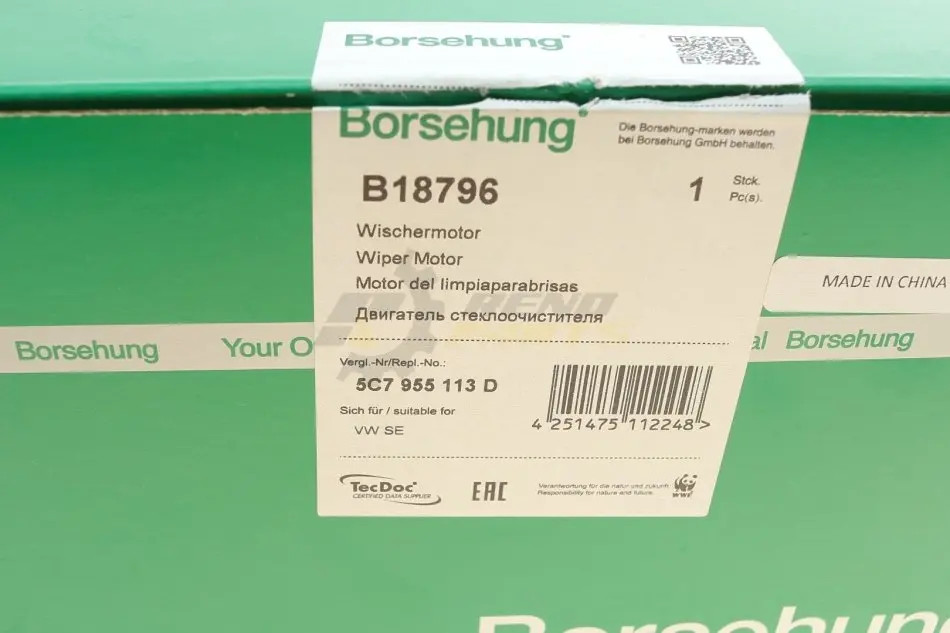 Borsehung
Borsehung
Die Borsehung-marken werden
bei Borsehung GmbH behalten.
B18796
1 Stck.
Pc(s).
Wischermotor
Wiper Motor
Motor del limpiaparabrisas
Двигатель стеклоочистителя
MADE IN CHINA
Borsehung
Your O
al Borsehung
Vergl.-Nr/Repl.-No.:
5C7 955 113 D
Sich für / suitable for
VW SE
4 251475 112248 >
TecDoc
CERTIFIED DATA SUPPLIER
EAC
Verantwortung für die natur und zukunft.
Responsibility for nature and future.
WWF
Borsehung